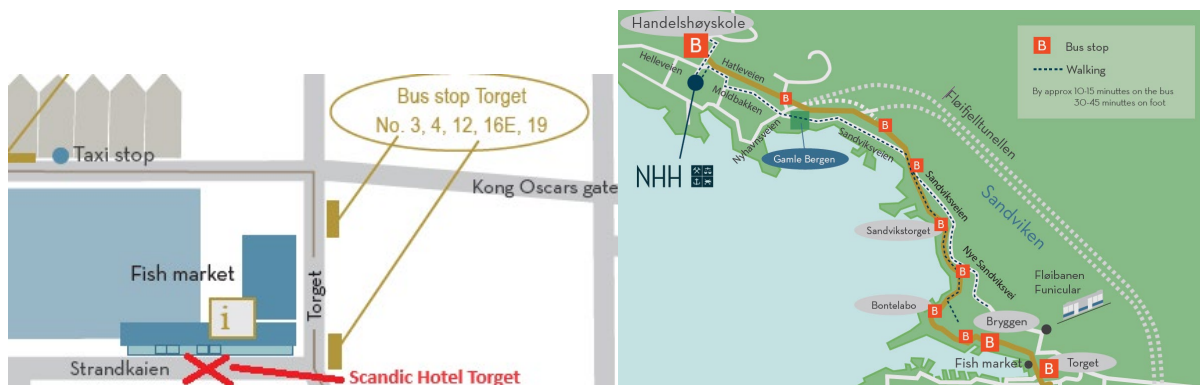 Bus stop Torget
No. 3, 4, 12, 16E, 19
Taxi stop
Kong Oscars gate
Fish market
i
Torget
Strandkaien
Scandic Hotel Torget
Handelshøyskole
B
Helleveien
Hatleveien
Moldbakken
B
Nyhavnsveien
Sandviksveien
B
Gamle Bergen
NHH
B
Sandviksveien
Sandvikstorget
B
Nye Sandviksvei
B
Bontelabo
B
B
B
Bryggen
Fløibanen
Funicular
Fish market
B
Torget
Sandviken
Fløifjelltunellen
B Bus stop
Walking
By approx 10-15 minuttes on the bus
30-45 minuttes on foot